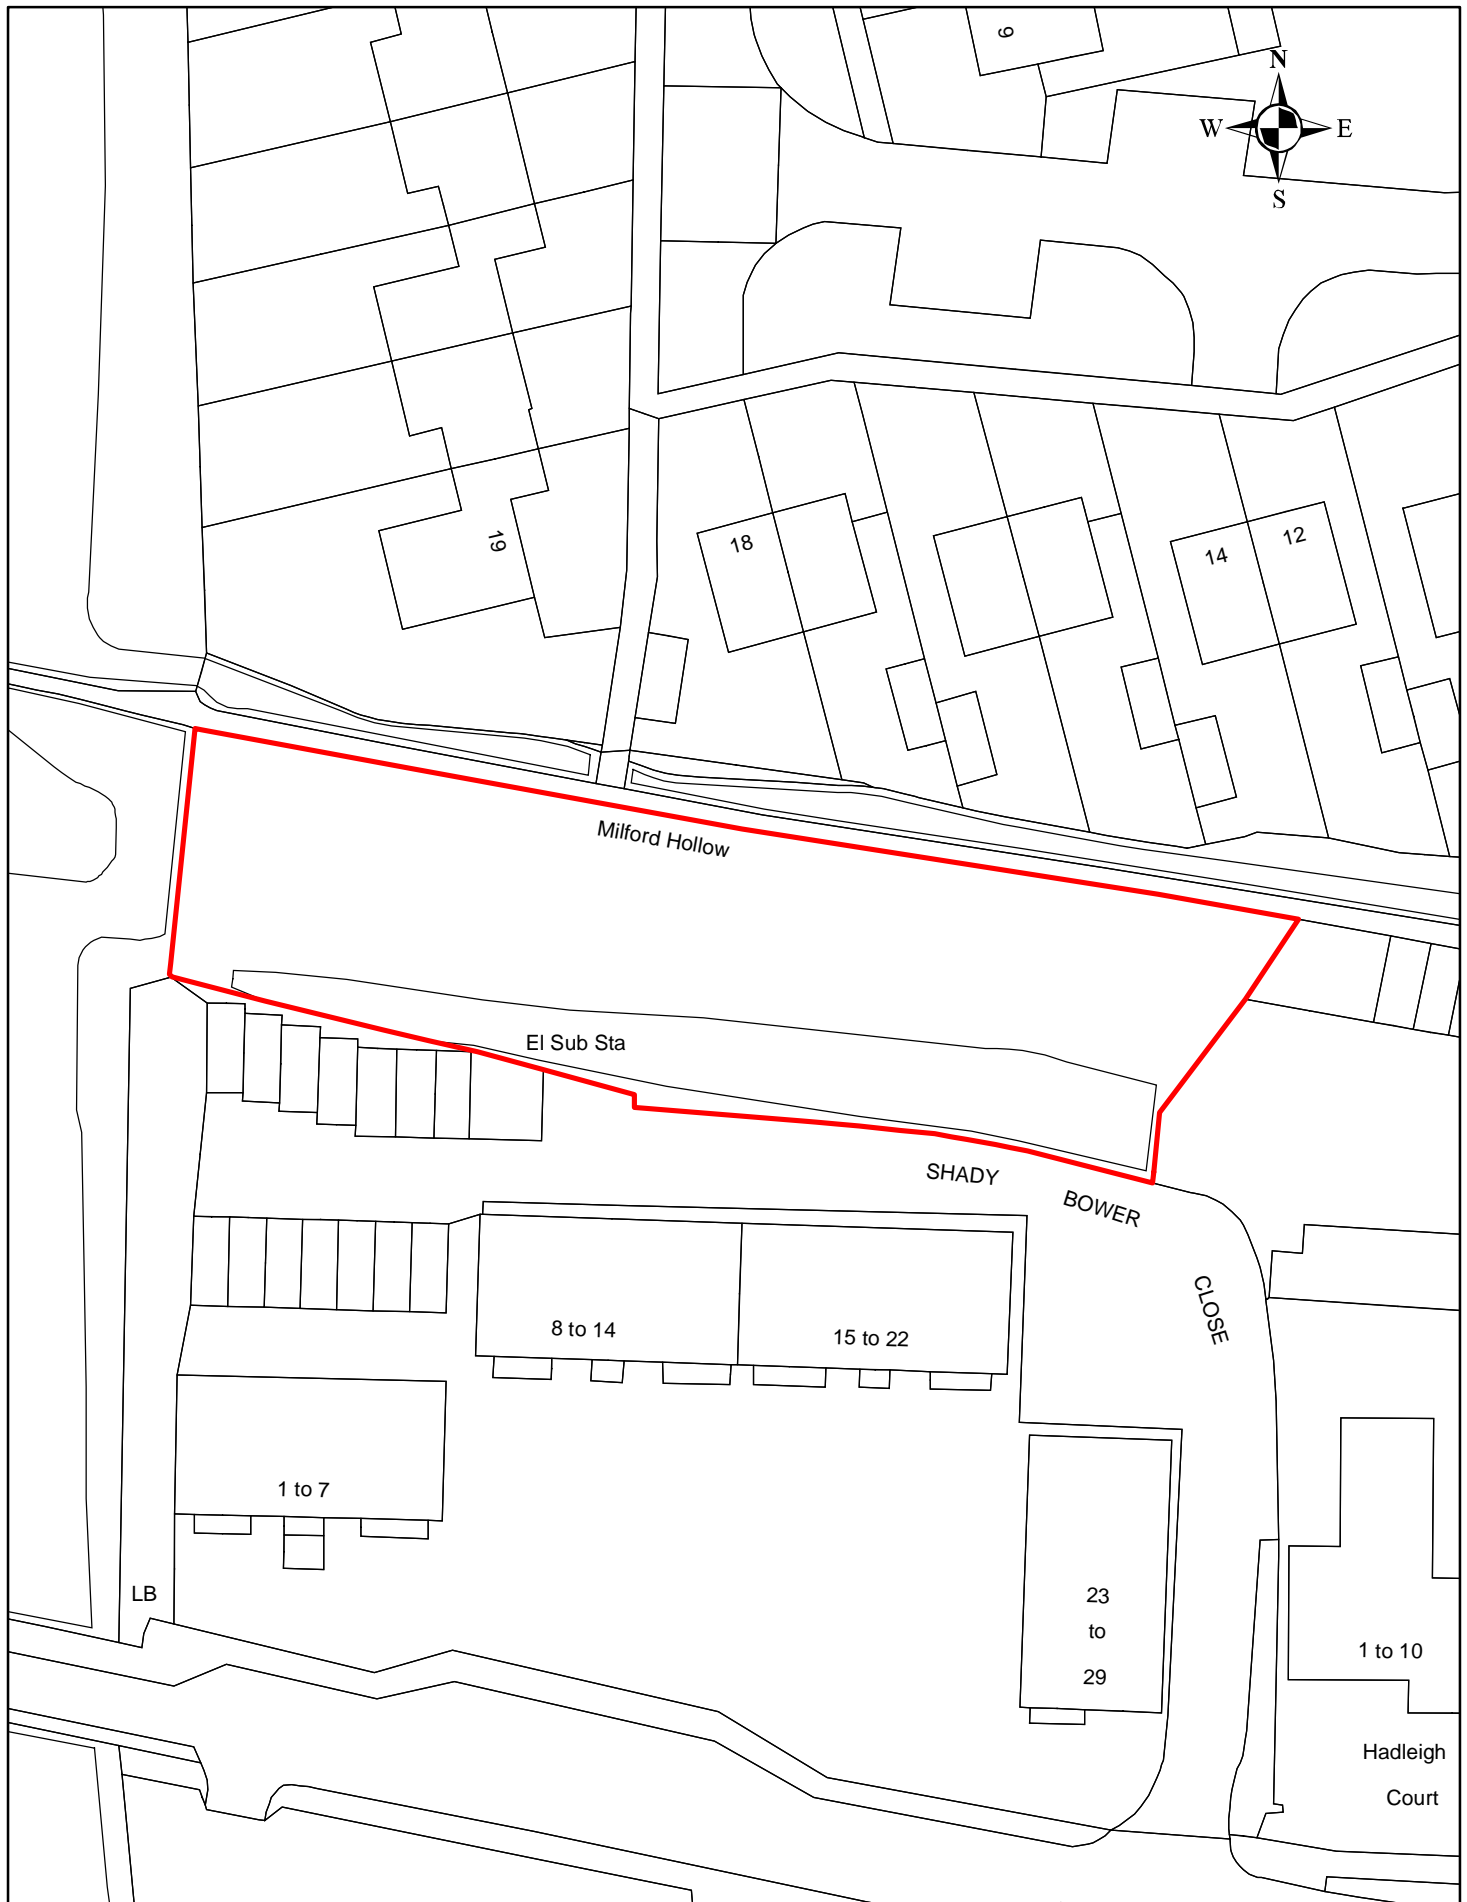 9
N
W E
S
19
18
14
12
Milford Hollow
El Sub Sta
SHADY
BOWER
CLOSE
8 to 14
15 to 22
1 to 7
LB
23
to
29
1 to 10
Hadleigh
Court